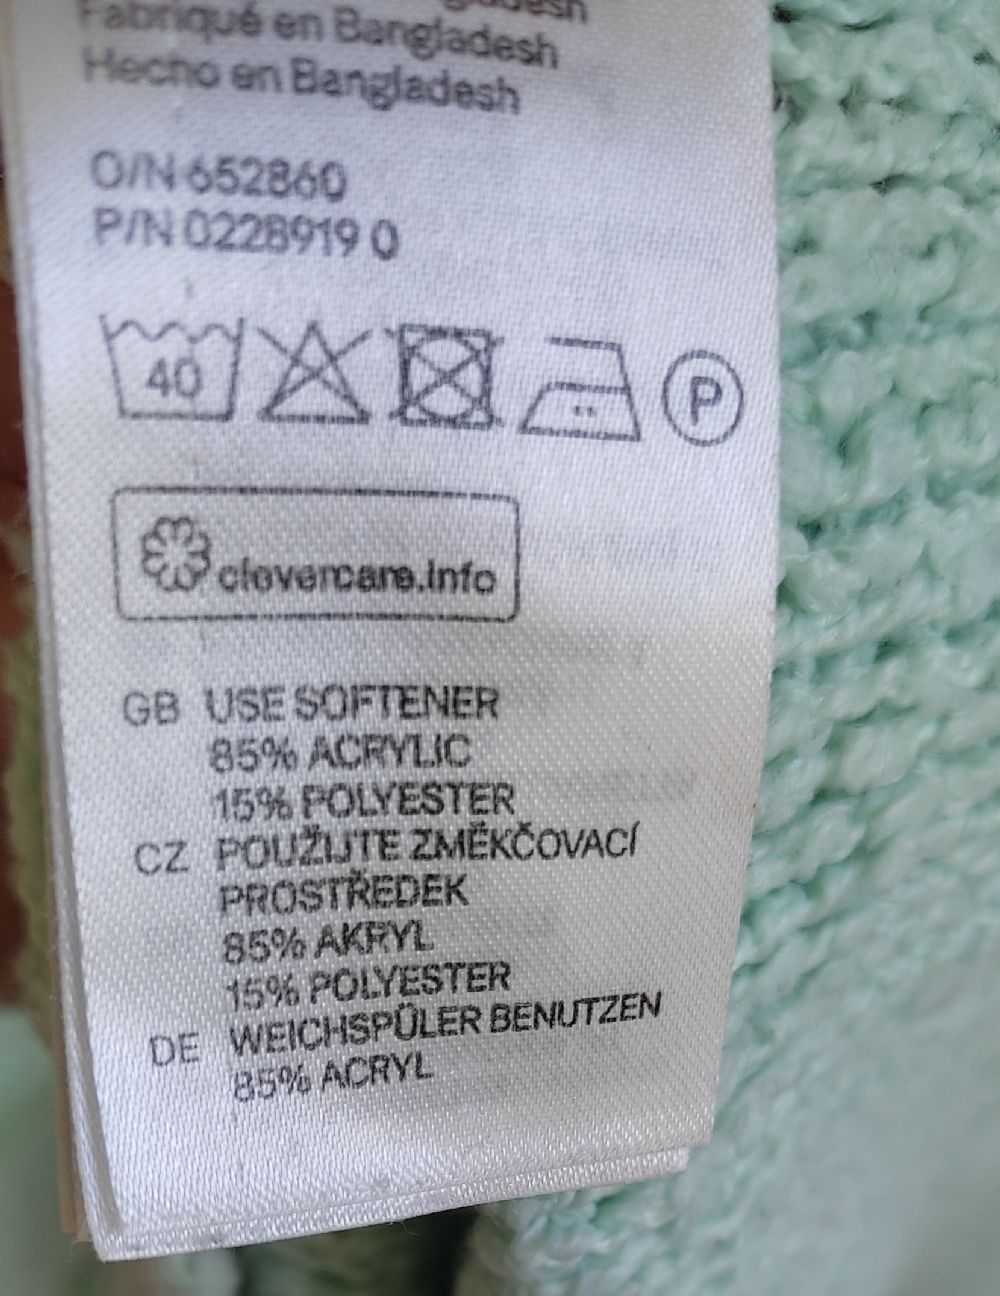 Fabriqué en Bangladesh
Hecho en Bangladesh
O/N 652860
P/N 0228919 0
40
P
clevercare.info
GB USE SOFTENER
85% ACRYLIC
15% POLYESTER
CZ POUŽIJTE ZMĚKČOVACÍ
PROSTŘEDEK
85% AKRYL
15% POLYESTER
DE WEICHSPÜLER BENUTZEN
85% ACRYL